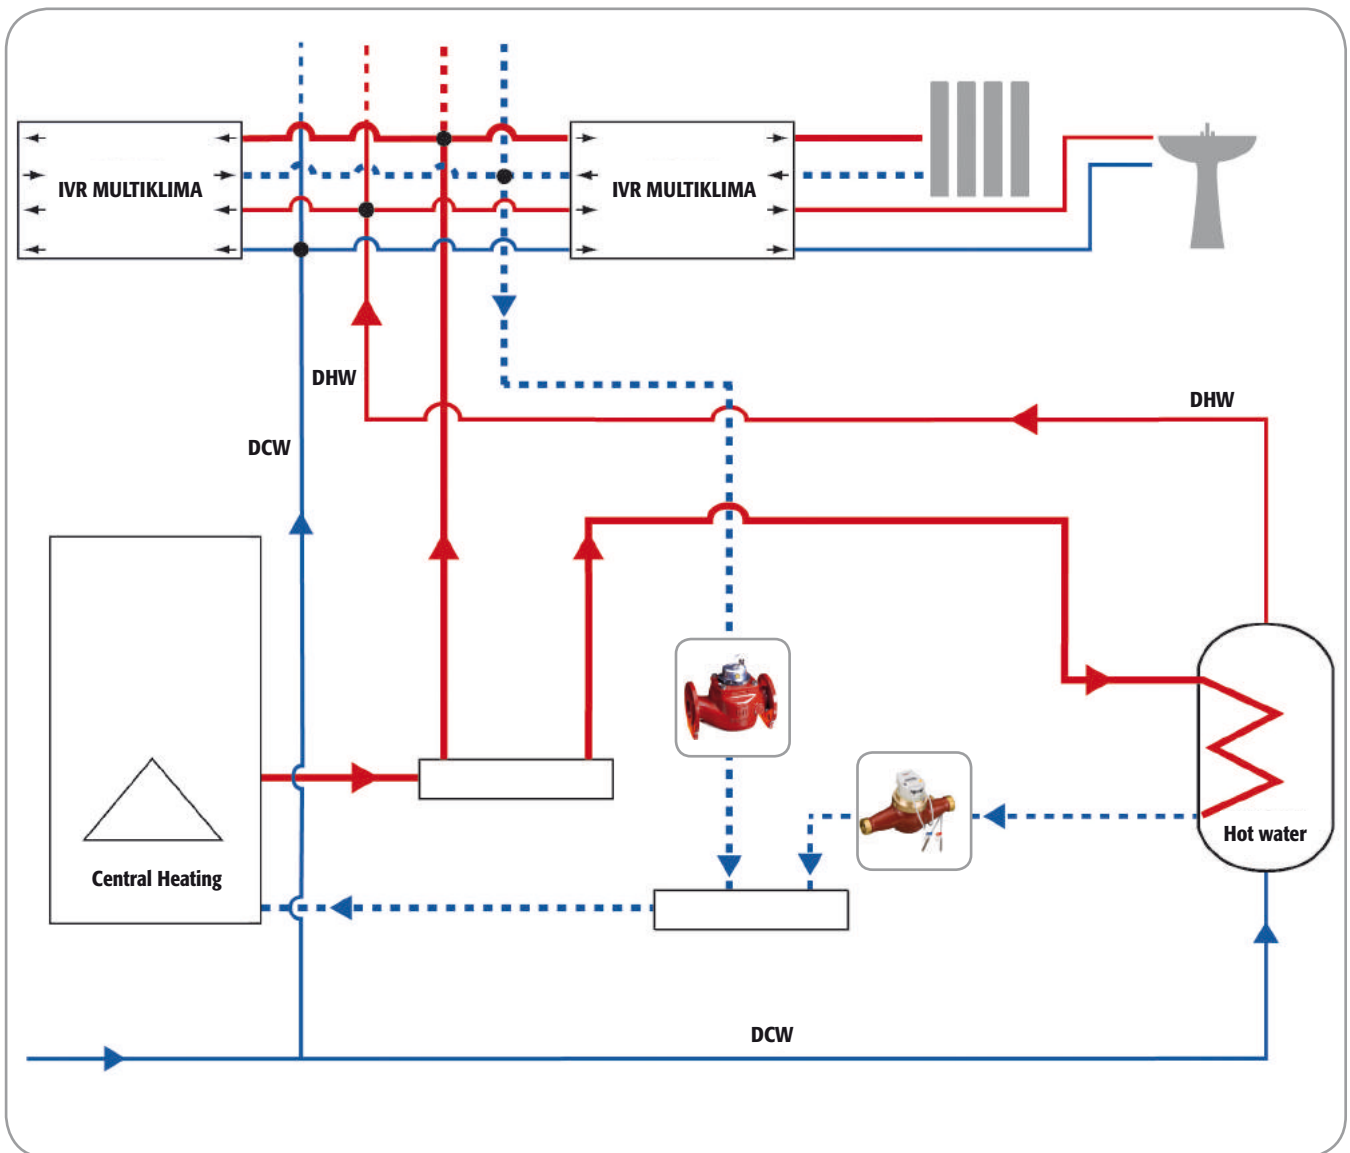 IVR MULTIKLIMA
IVR MULTIKLIMA
DHW
DHW
DCW
Central Heating
Hot water
DCW